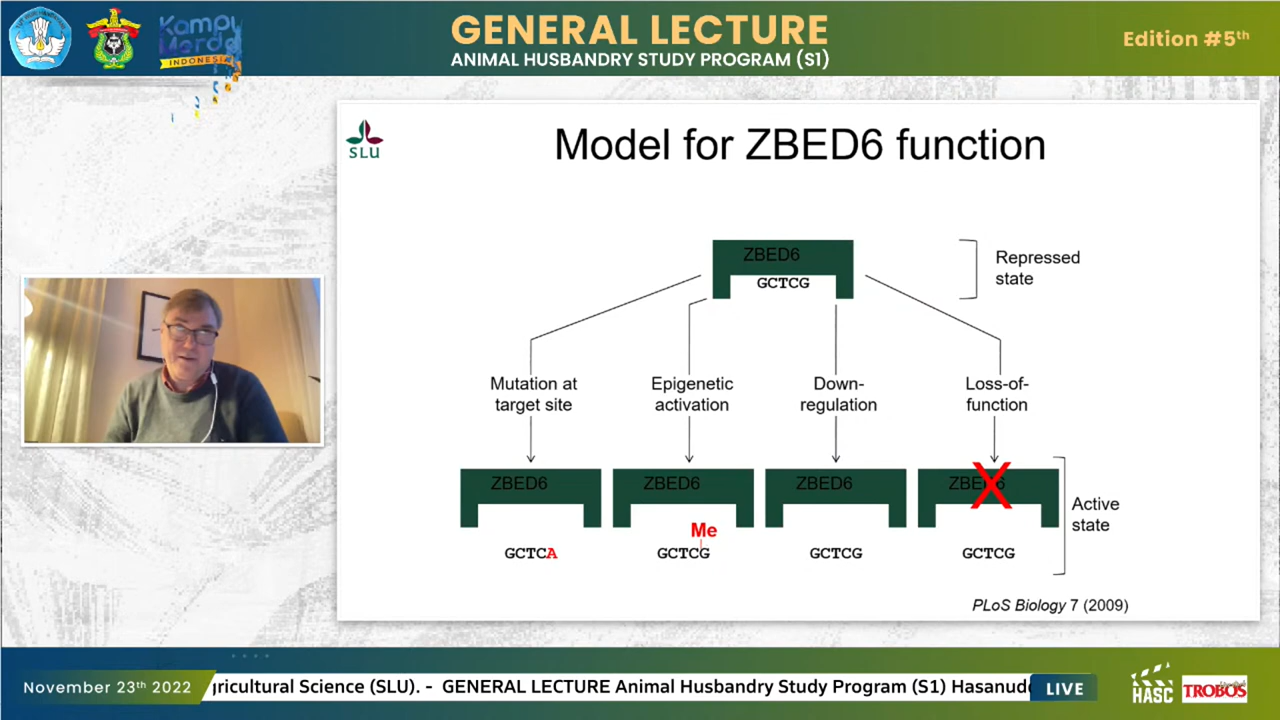 Kampus
Merdeka
INDONESIA
GENERAL LECTURE
ANIMAL HUSBANDRY STUDY PROGRAM (S1)
Edition #5th
SLU
Model for ZBED6 function
ZBED6
GCTCG
Repressed
state
Mutation at
target site
Epigenetic
activation
Down-
regulation
Loss-of-
function
ZBED6
ZBED6
ZBED6
ZBED6
Me
GCTCA
GCTCG
GCTCG
GCTCG
Active
state
PLoS Biology 7 (2009)
November 23th 2022
gricultural Science (SLU). - GENERAL LECTURE Animal Husbandry Study Program (S1) Hasanudd
LIVE
HASC
TROBOS